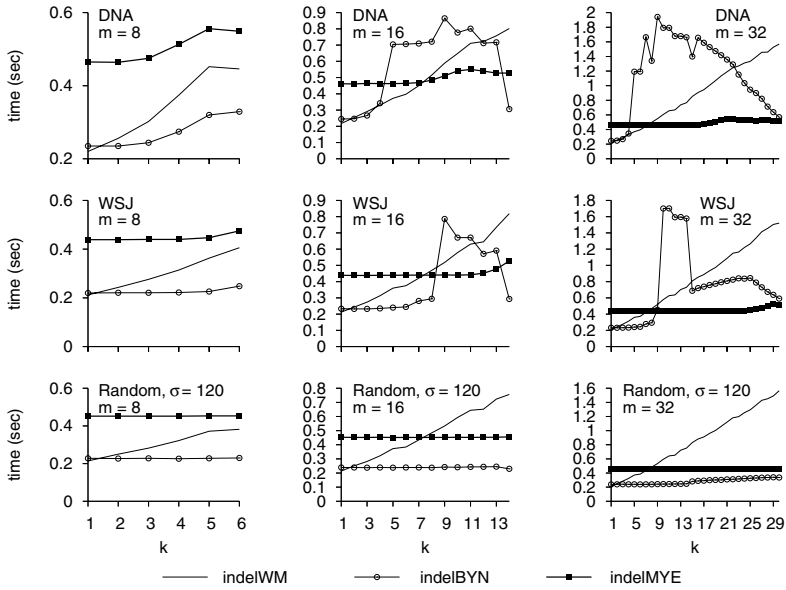 DNA
m = 8
0.6
0.4
0.2
time (sec)
DNA
m = 16
0.9
0.8
0.7
0.6
0.5
0.4
0.3
0.2
0.1
0
DNA
m = 32
2
1.8
1.6
1.4
1.2
1
0.8
0.6
0.4
0.2
0
WSJ
m = 8
0.6
0.4
0.2
0
time (sec)
WSJ
m = 16
0.9
0.8
0.7
0.6
0.5
0.4
0.3
0.2
0.1
0
WSJ
m = 32
1.8
1.6
1.4
1.2
1
0.8
0.6
0.4
0.2
0
Random, σ = 120
m = 8
0.6
0.4
0.2
0
time (sec)
1 2 3 4 5 6
k
Random, σ = 120
m = 16
0.8
0.7
0.6
0.5
0.4
0.3
0.2
0.1
0
1 3 5 7 9 11 13
k
Random, σ = 120
m = 32
1.6
1.4
1.2
1
0.8
0.6
0.4
0.2
0
1 5 9 13 17 21 25 29
k
indelWM indelBYN indelMYE